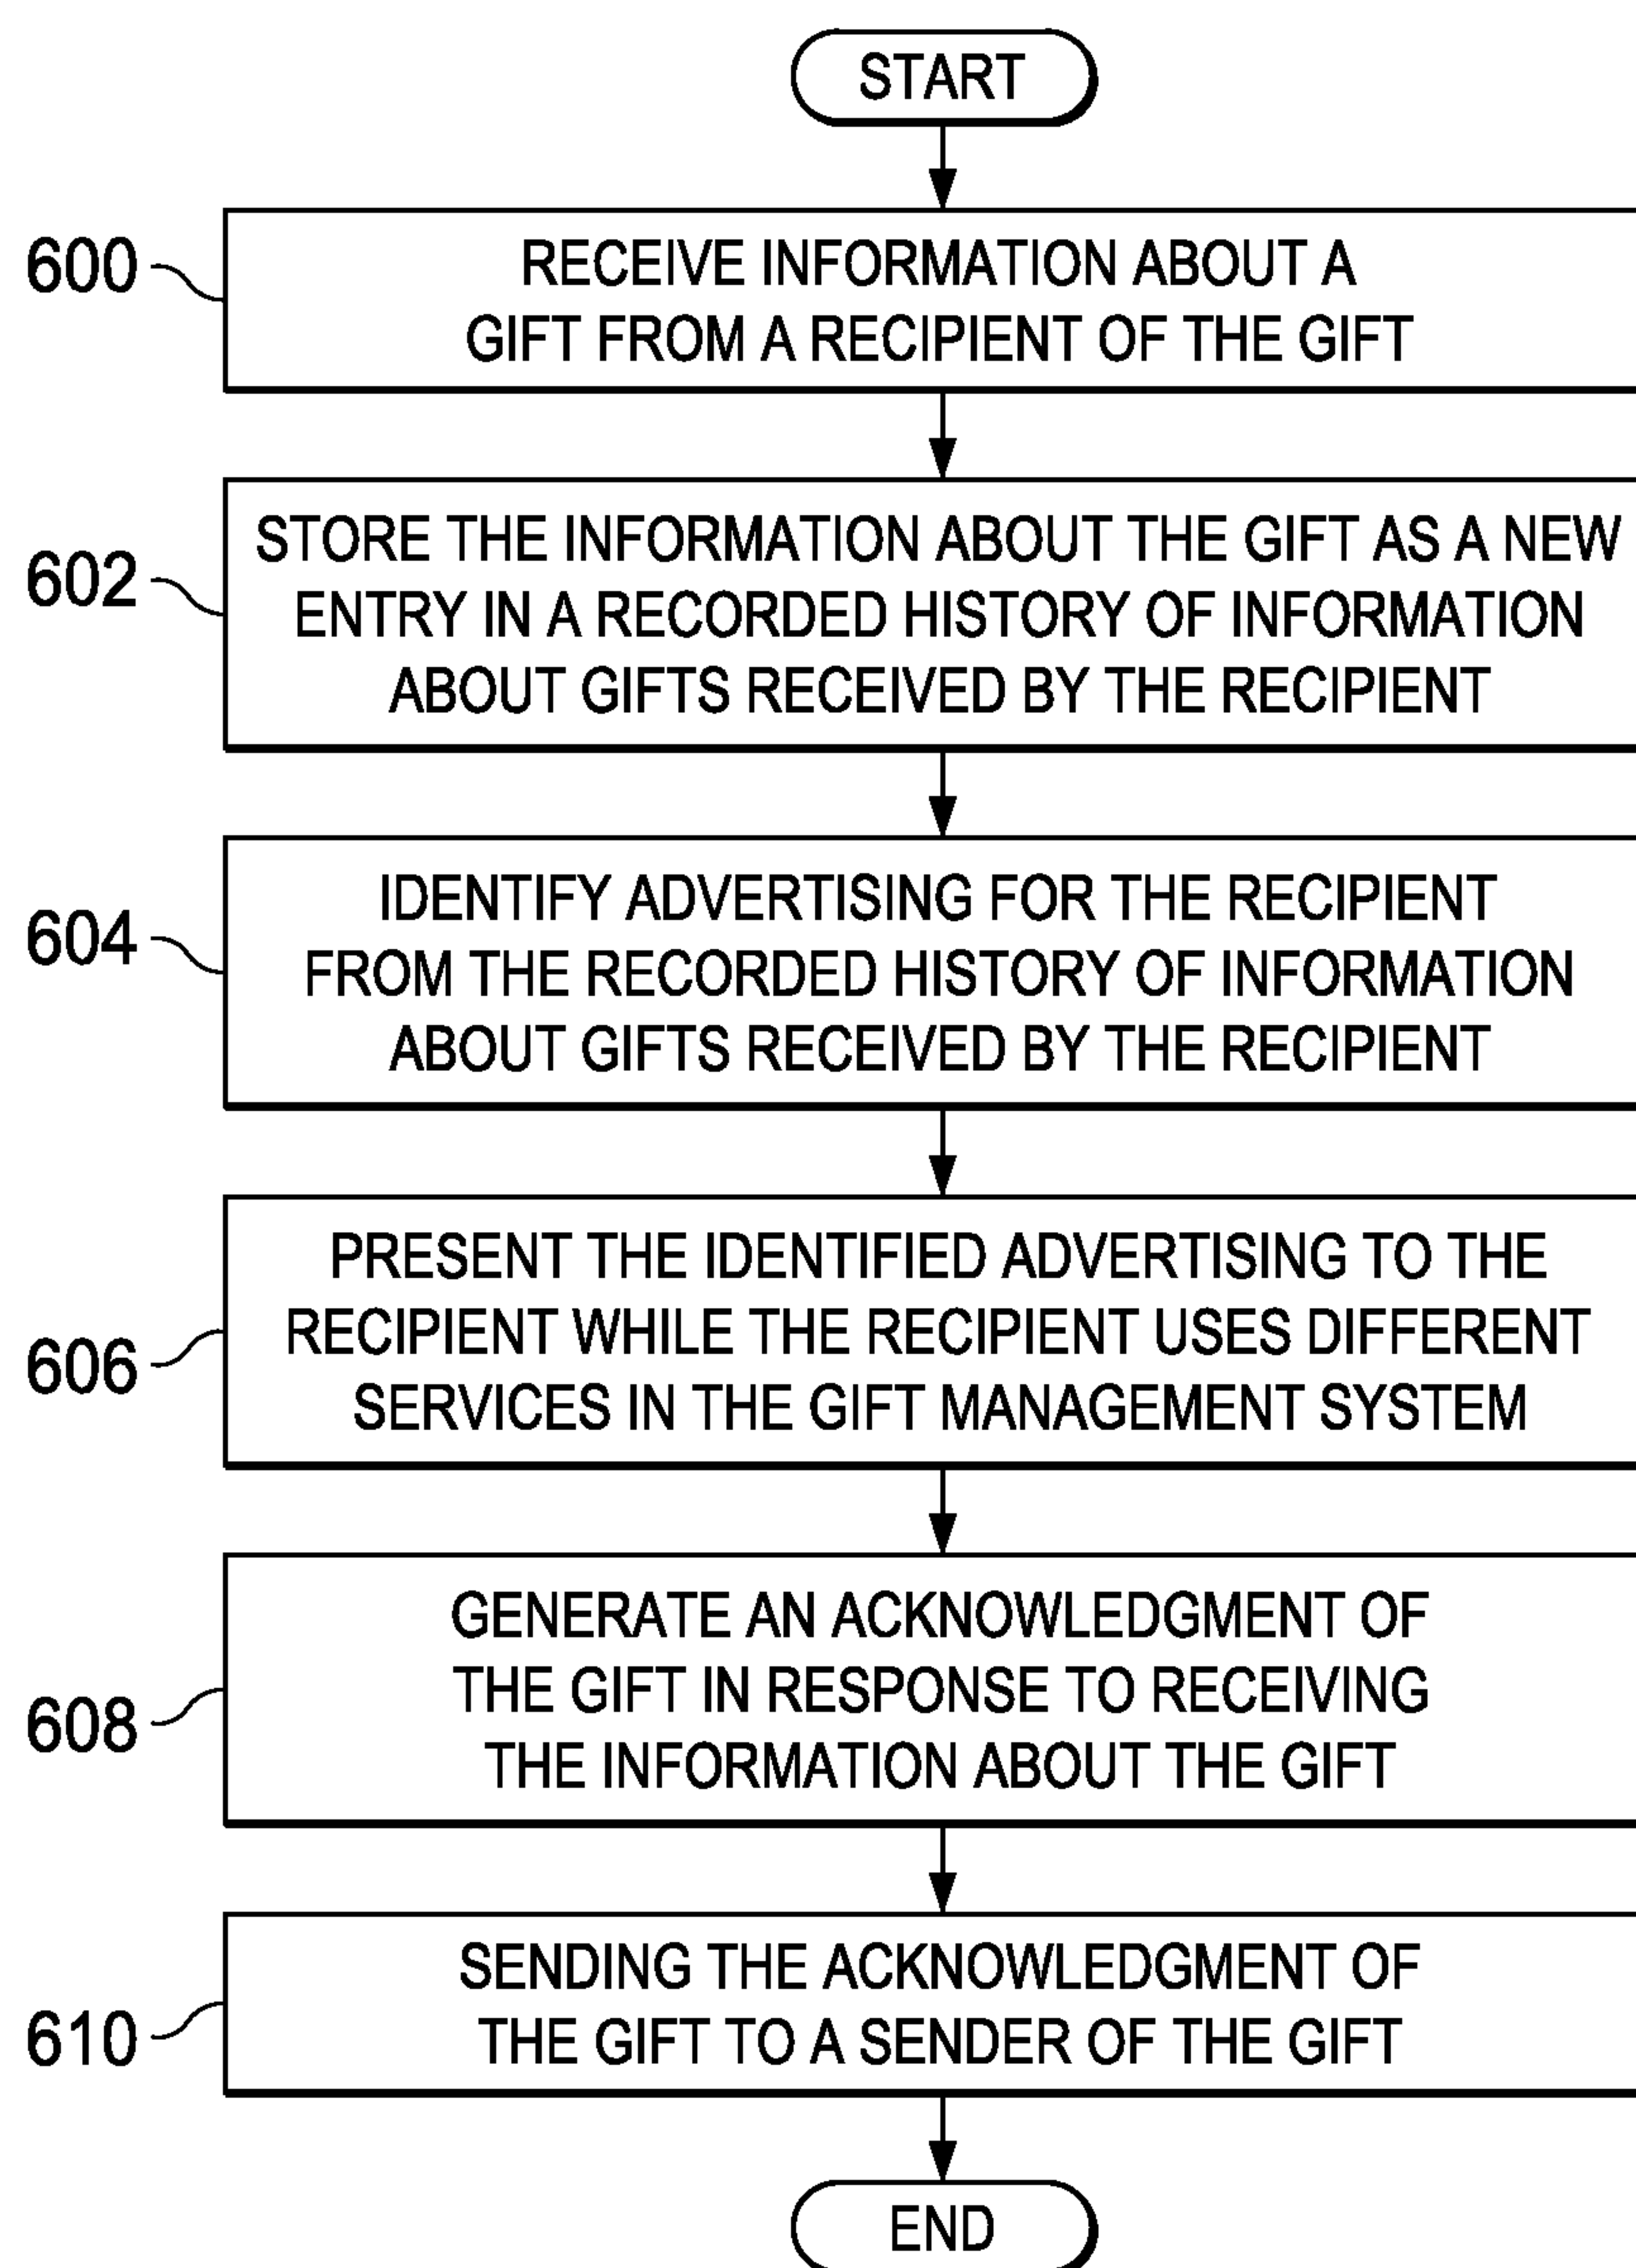 START
600
RECEIVE INFORMATION ABOUT A
GIFT FROM A RECIPIENT OF THE GIFT
602
STORE THE INFORMATION ABOUT THE GIFT AS A NEW
ENTRY IN A RECORDED HISTORY OF INFORMATION
ABOUT GIFTS RECEIVED BY THE RECIPIENT
604
IDENTIFY ADVERTISING FOR THE RECIPIENT
FROM THE RECORDED HISTORY OF INFORMATION
ABOUT GIFTS RECEIVED BY THE RECIPIENT
606
PRESENT THE IDENTIFIED ADVERTISING TO THE
RECIPIENT WHILE THE RECIPIENT USES DIFFERENT
SERVICES IN THE GIFT MANAGEMENT SYSTEM
608
GENERATE AN ACKNOWLEDGMENT OF
THE GIFT IN RESPONSE TO RECEIVING
THE INFORMATION ABOUT THE GIFT
610
SENDING THE ACKNOWLEDGMENT OF
THE GIFT TO A SENDER OF THE GIFT
END